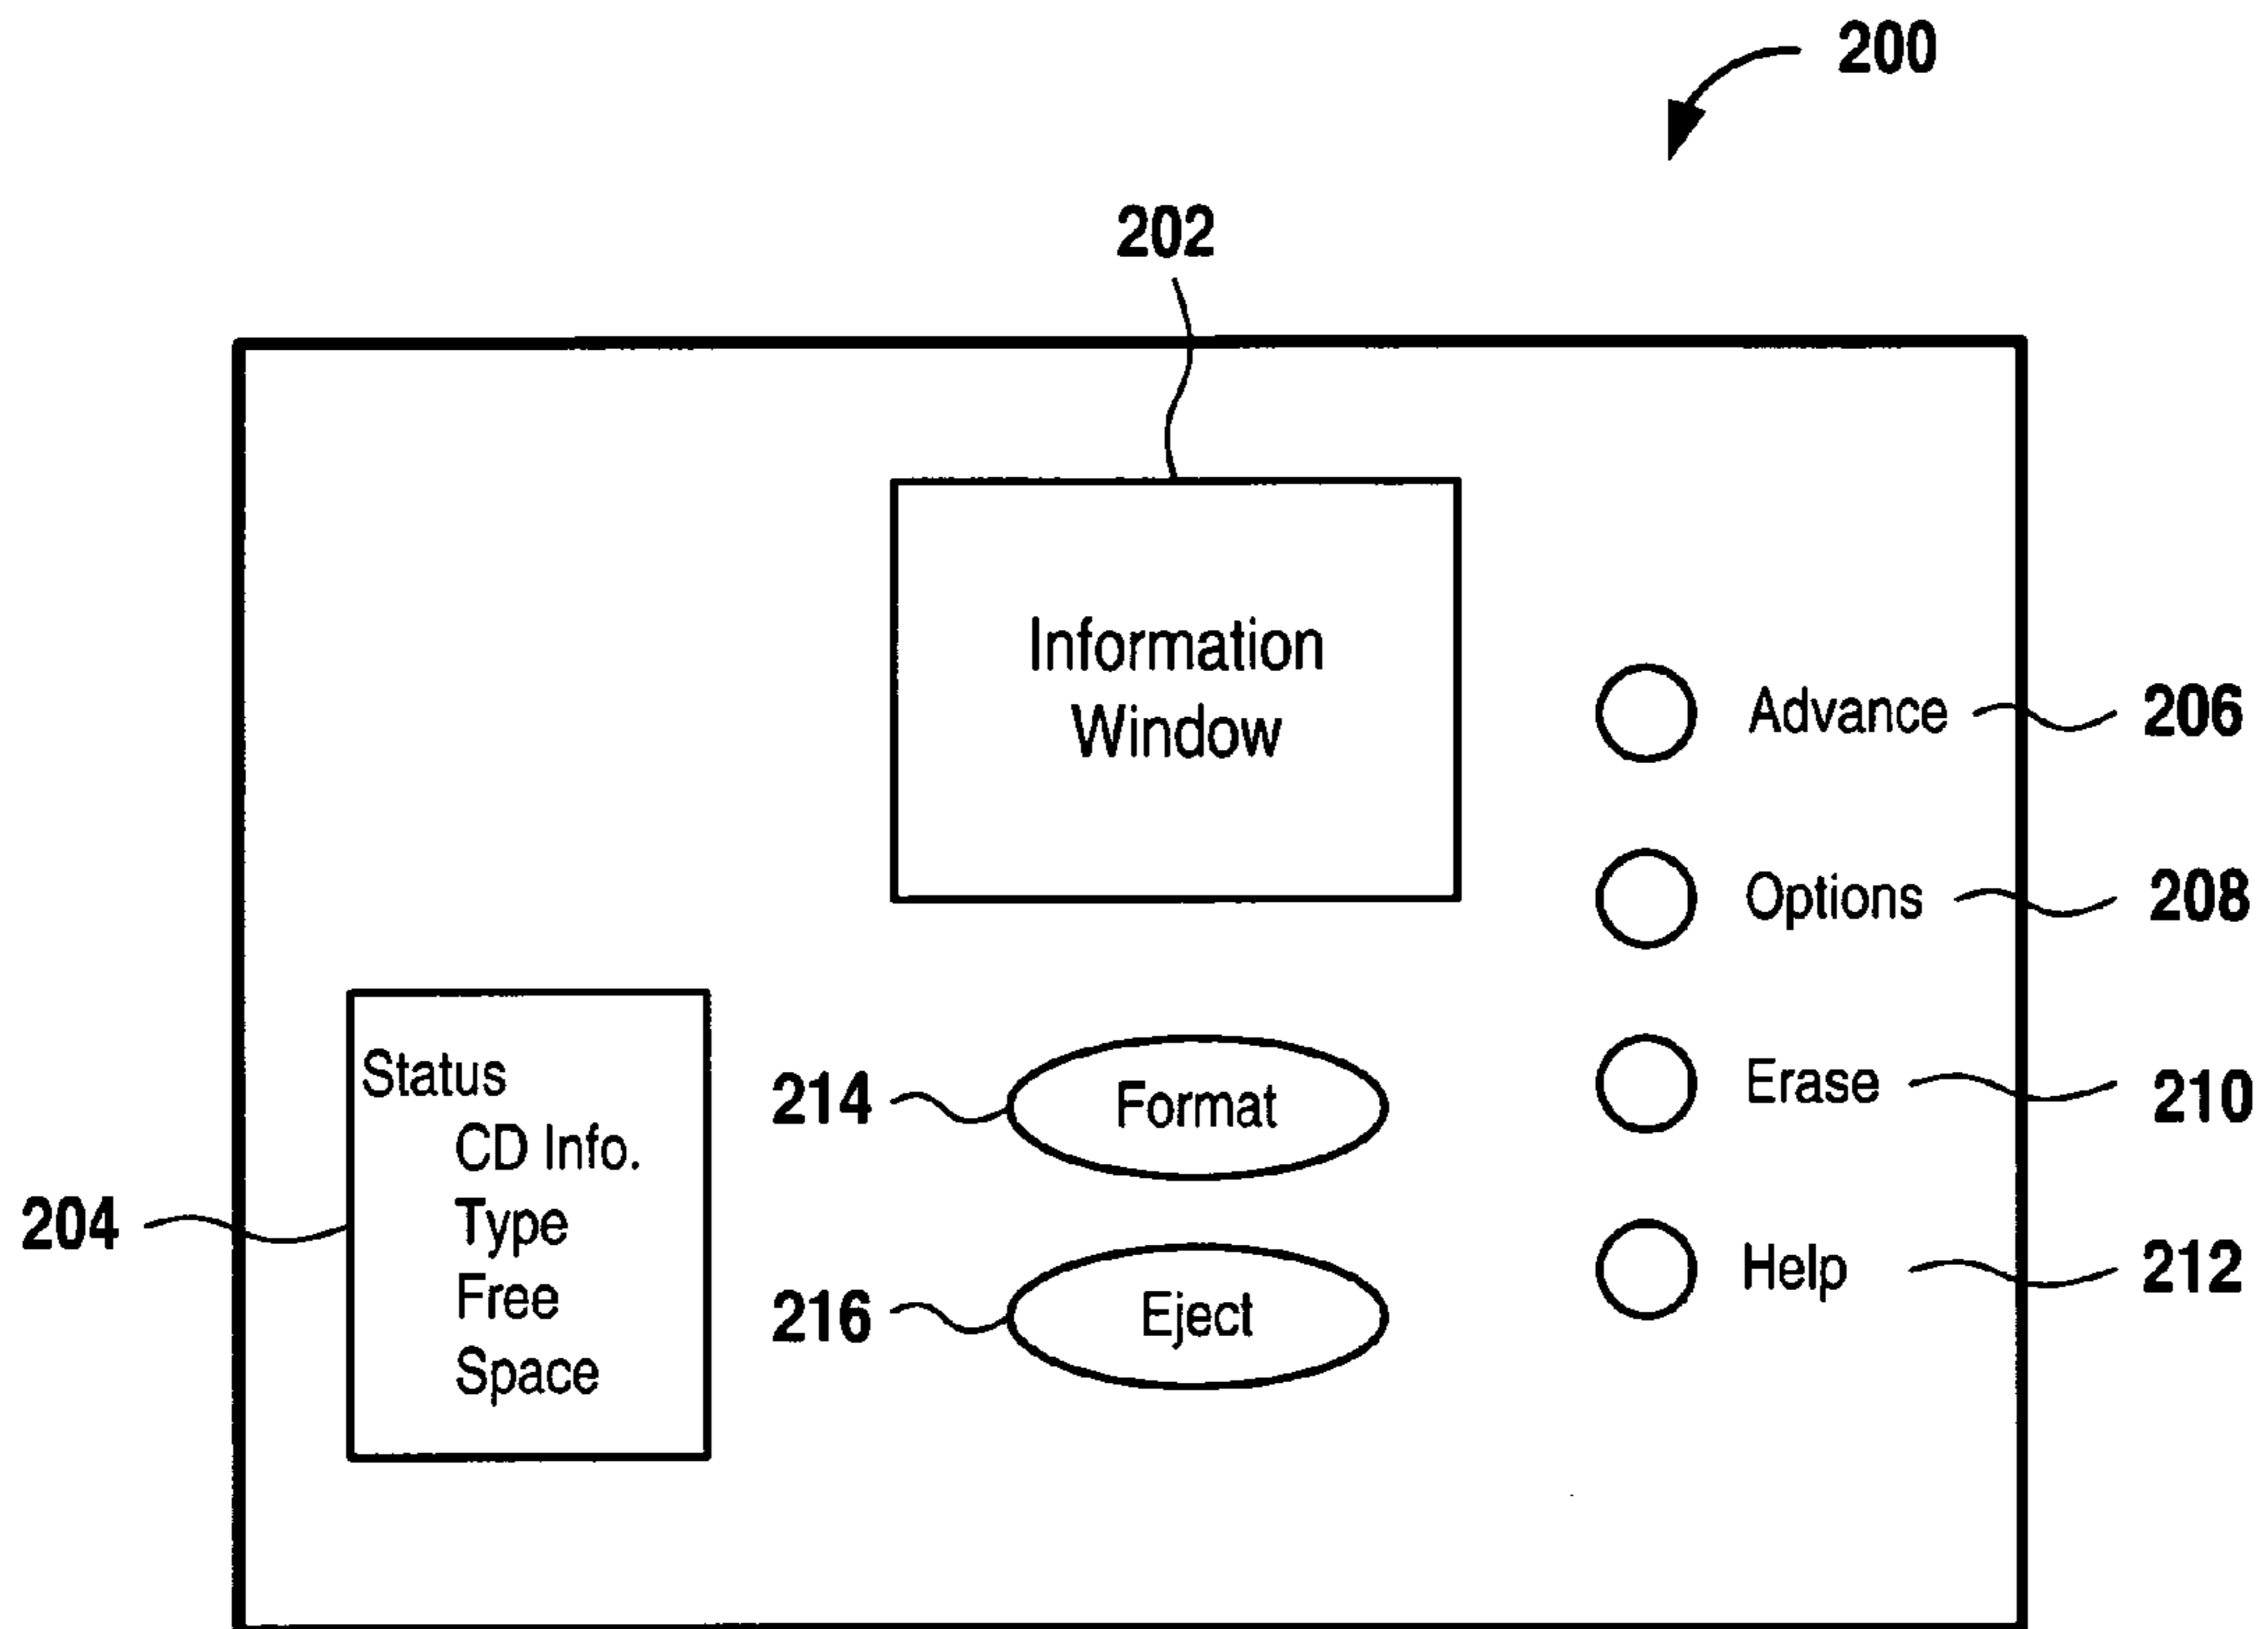 200
202
Information
Window
Advance 206
Options 208
Status
CD Info.
Type
Free
Space
204
214 Format
216 Eject
Erase 210
Help 212